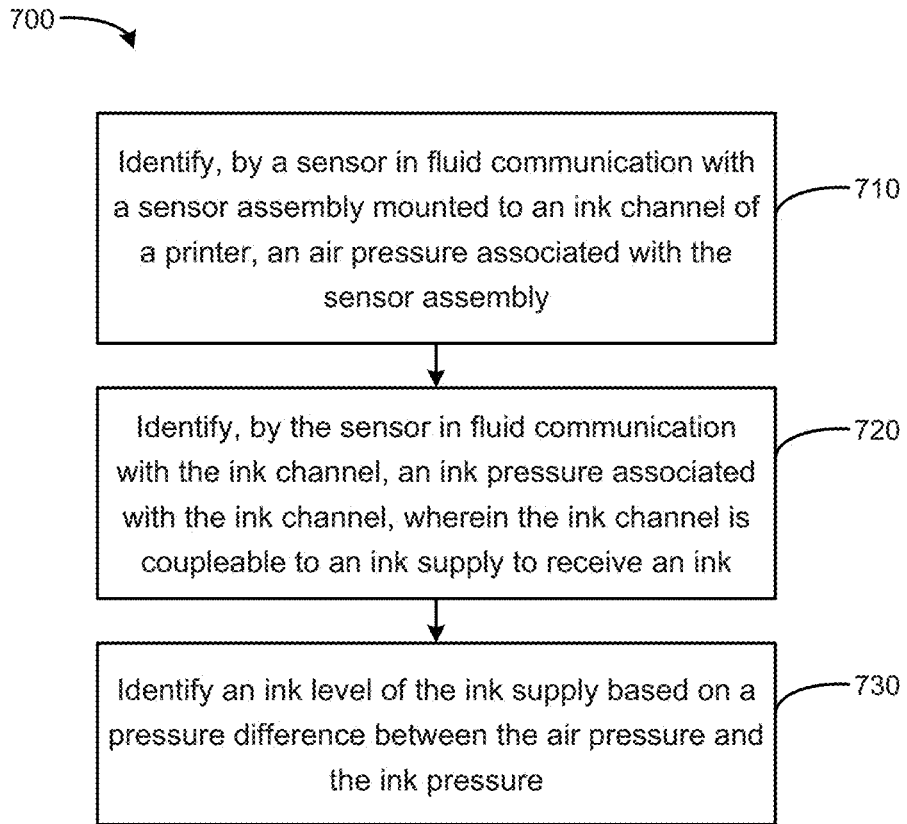 700
Identify, by a sensor in fluid communication with
a sensor assembly mounted to an ink channel of
a printer, an air pressure associated with the
sensor assembly
710
Identify, by the sensor in fluid communication
with the ink channel, an ink pressure associated
with the ink channel, wherein the ink channel is
coupleable to an ink supply to receive an ink
720
Identify an ink level of the ink supply based on a
pressure difference between the air pressure and
the ink pressure
730